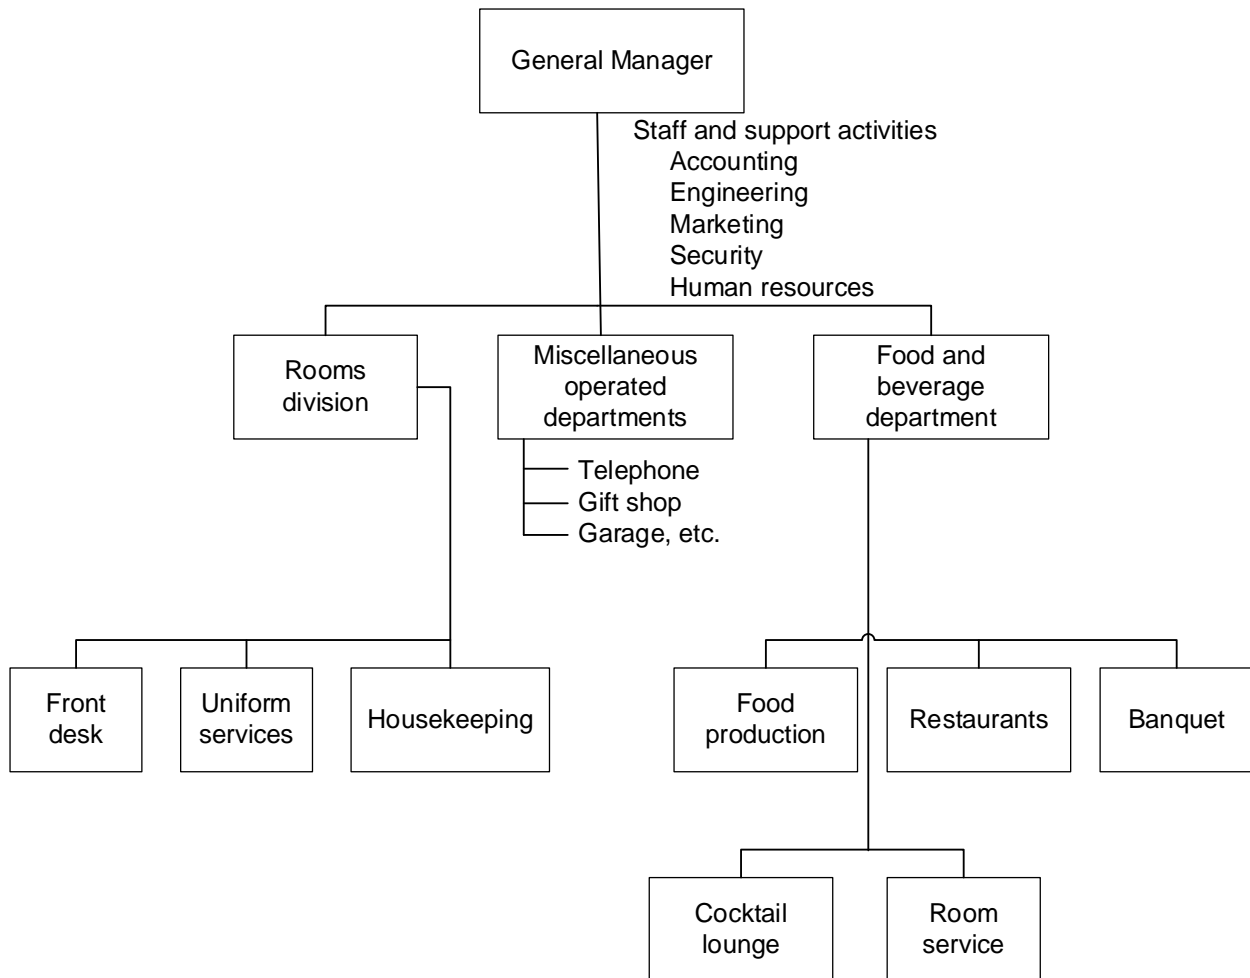 General Manager
Staff and support activities
Accounting
Engineering
Marketing
Security
Human resources
Rooms
division
Miscellaneous
operated
departments
Food and
beverage
department
Telephone
Gift shop
Garage, etc.
Front
desk
Uniform
services
Housekeeping
Food
production
Restaurants
Banquet
Cocktail
lounge
Room
service